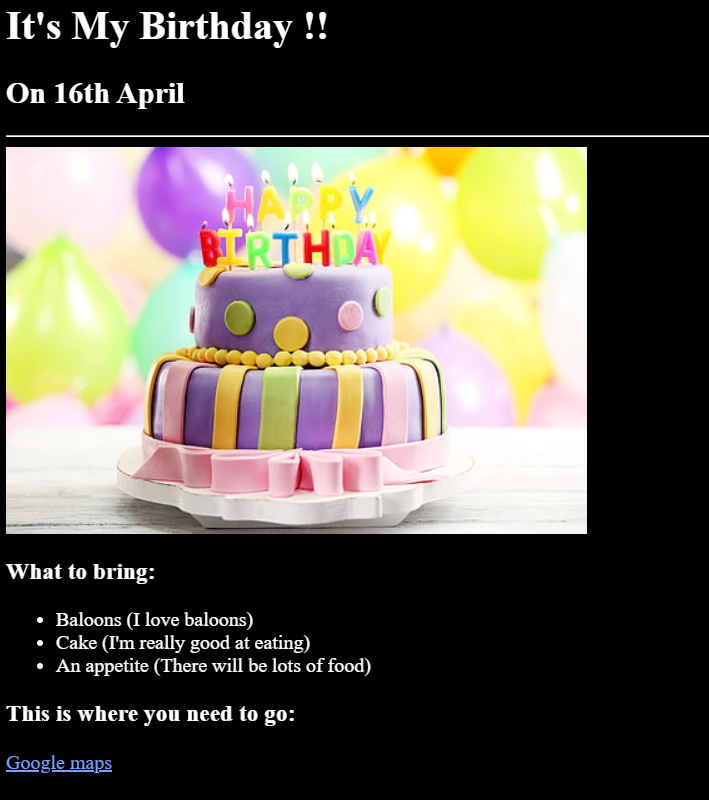 It's My Birthday !!
On 16th April
HAPPY
BIRTHDAY
What to bring:
Baloons (I love baloons)
Cake (I'm really good at eating)
An appetite (There will be lots of food)
This is where you need to go:
Google maps